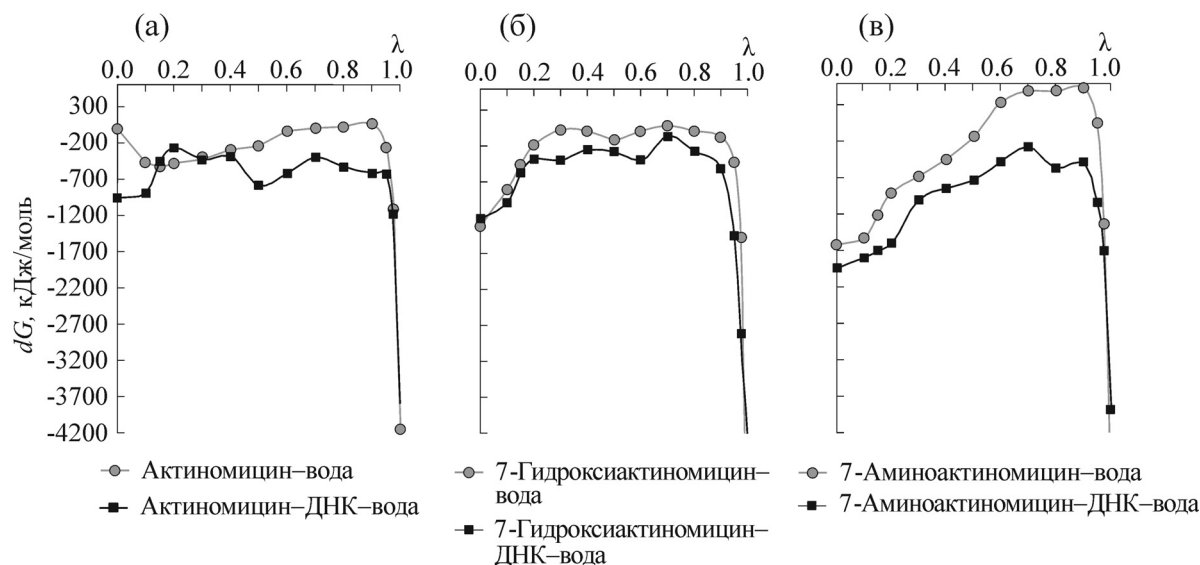 (а) (б) (в)
λ λ λ
0.0 0.2 0.4 0.6 0.8 1.0 0.0 0.2 0.4 0.6 0.8 1.0 0.0 0.2 0.4 0.6 0.8 1.0
300
-200
-700
-1200
-1700
-2200
-2700
-3200
-3700
-4200
dG, кДж/моль
Актиномицин–вода
Актиномицин–ДНК–вода
7-Гидроксиактиномицин–
вода
7-Гидроксиактиномицин–
ДНК–вода
7-Аминоактиномицин–вода
7-Аминоактиномицин–ДНК–вода